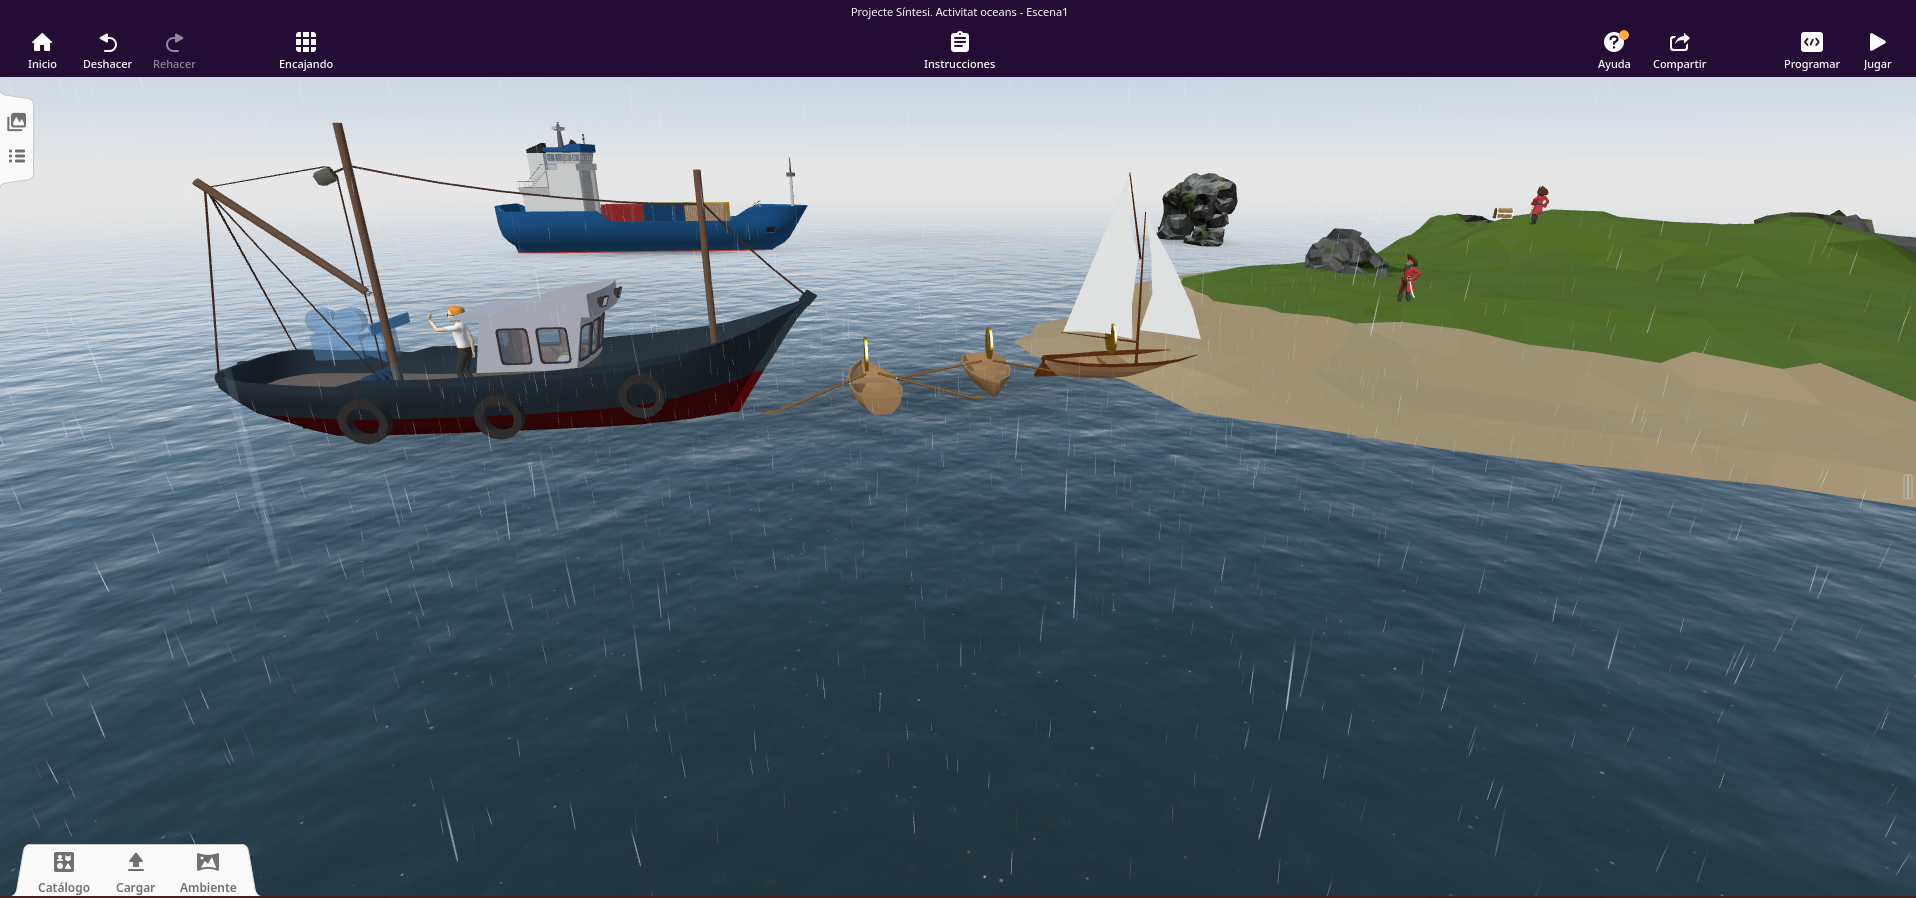 Projecte Síntesi. Activitat oceans - Escena1
Inicio
Deshacer
Rehacer
Encajando
Instrucciones
Ayuda
Compartir
Programar
Jugar
Catálogo
Cargar
Ambiente